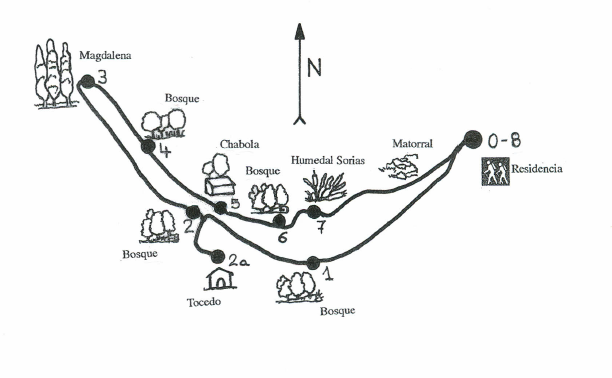 Magdalena
3
N
Bosque
4
Chabola
Bosque
Humedal Sorias
Matorral
0-8
Residencia
5
2
6
7
Bosque
2a
Tocedo
1
Bosque